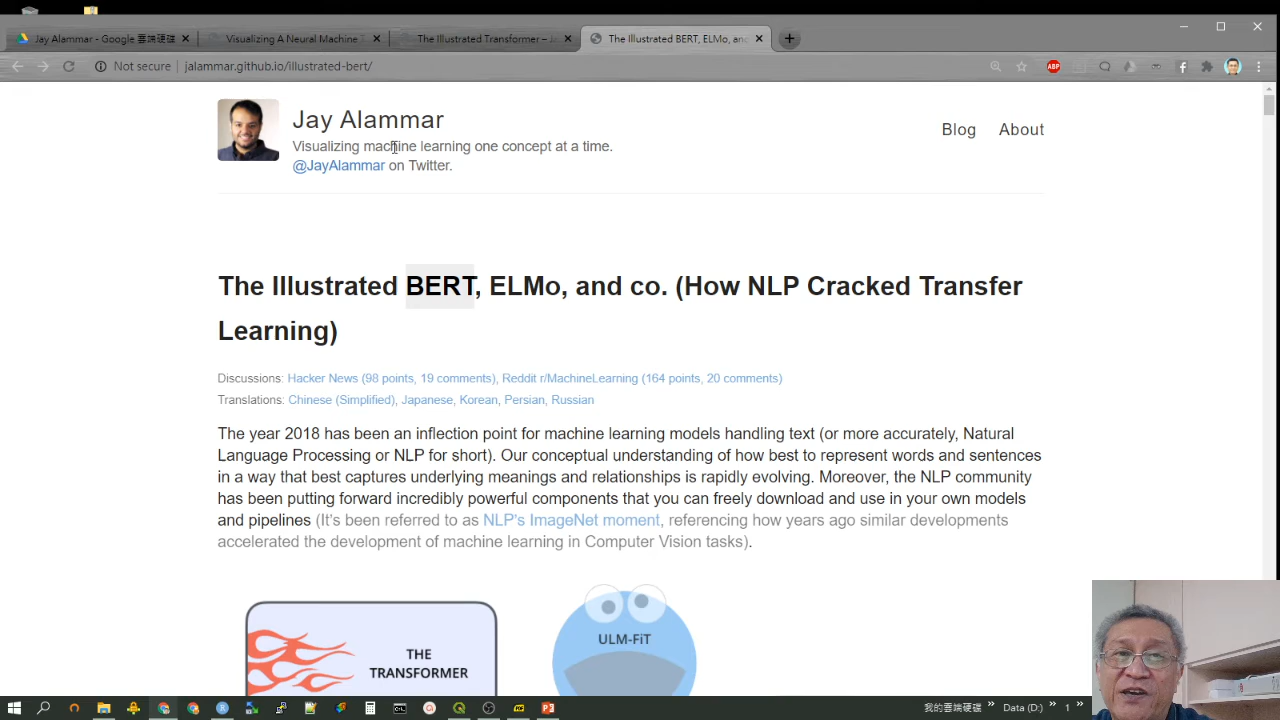 Jay Alammar - Google 雲端硬碟
Visualizing A Neural Machine T
The Illustrated Transformer – Ja
The Illustrated BERT, ELMo, and
Not secure
jalammar.github.io/illustrated-bert/
ABP
Jay Alammar
Visualizing machine learning one concept at a time.
@JayAlammar on Twitter.
Blog
About
The Illustrated BERT, ELMo, and co. (How NLP Cracked Transfer
Learning)
Discussions: Hacker News (98 points, 19 comments), Reddit r/MachineLearning (164 points, 20 comments)
Translations: Chinese (Simplified), Japanese, Korean, Persian, Russian
The year 2018 has been an inflection point for machine learning models handling text (or more accurately, Natural
Language Processing or NLP for short). Our conceptual understanding of how best to represent words and sentences
in a way that best captures underlying meanings and relationships is rapidly evolving. Moreover, the NLP community
has been putting forward incredibly powerful components that you can freely download and use in your own models
and pipelines (It's been referred to as NLP's ImageNet moment, referencing how years ago similar developments
accelerated the development of machine learning in Computer Vision tasks).
THE
TRANSFORMER
ULM-FiT
我的雲端硬碟
Data (D:)
1